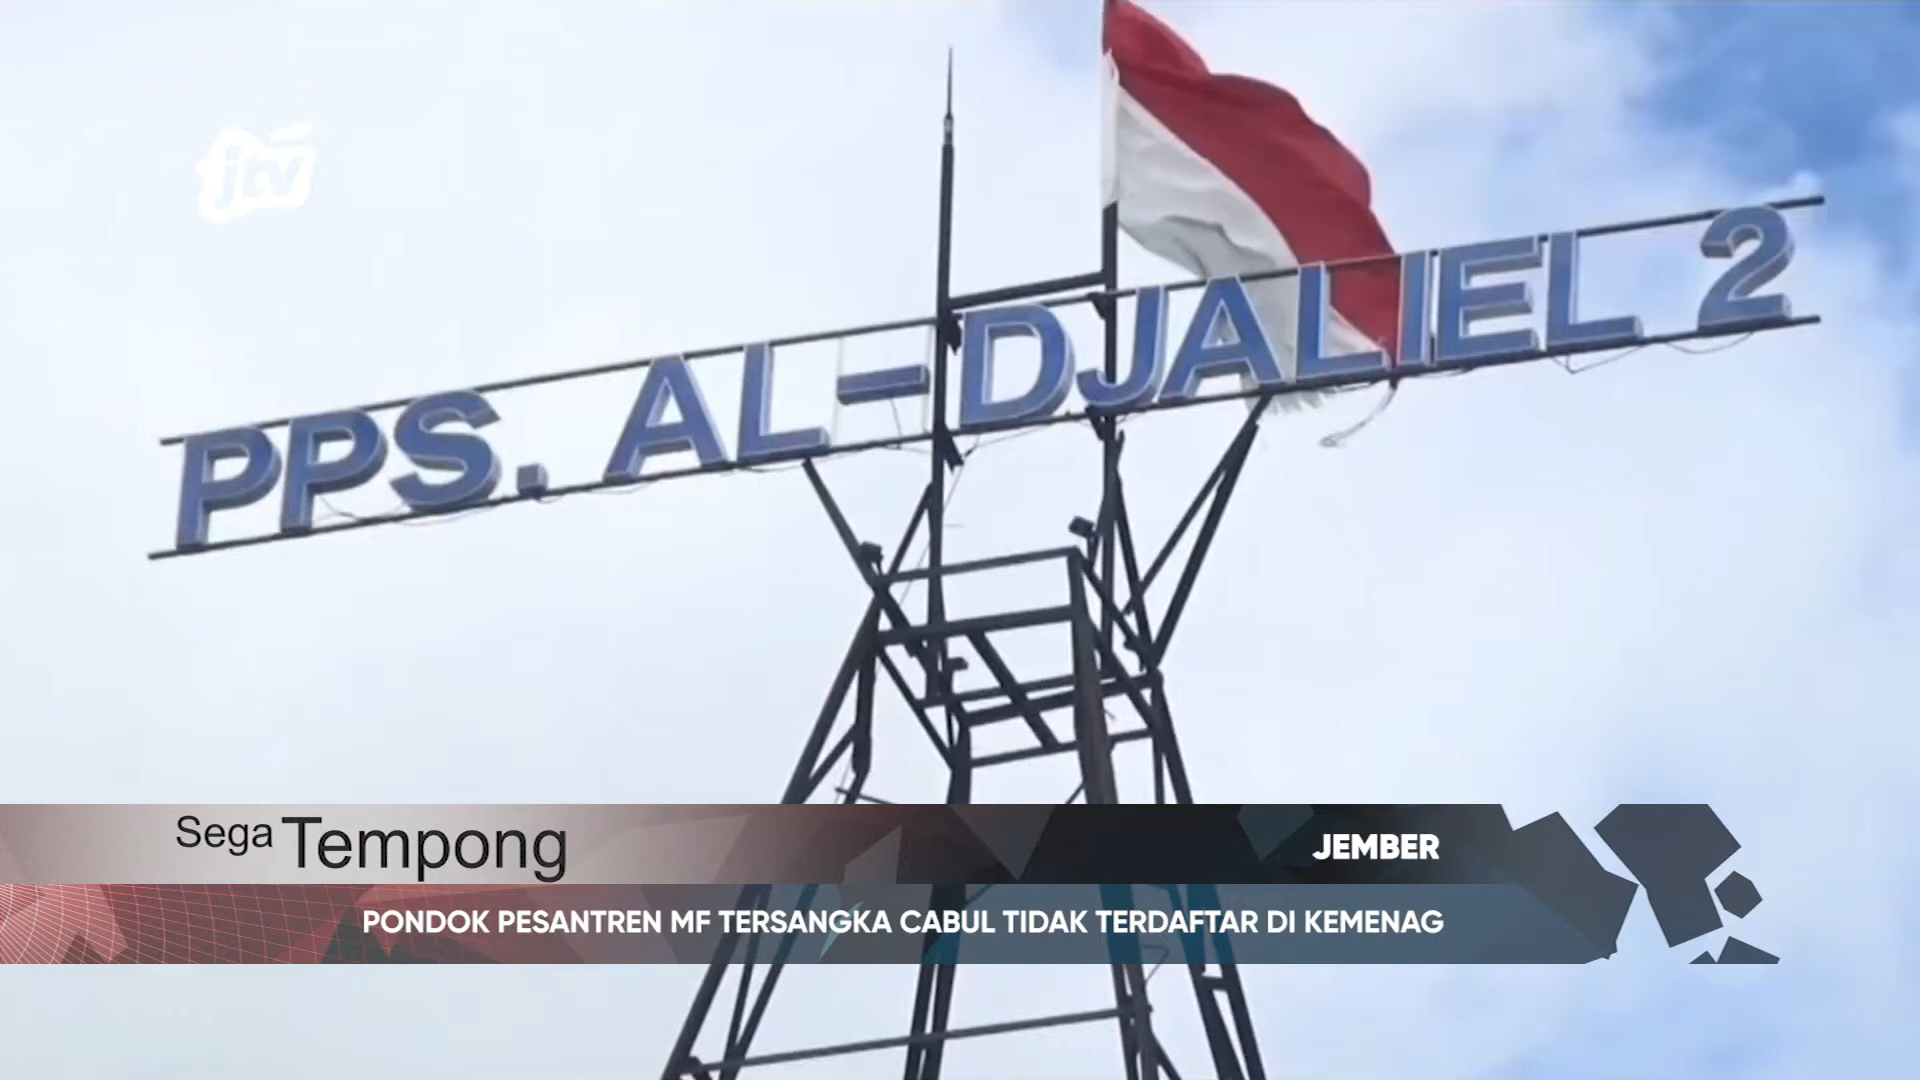 jtv
PPS. AL-DJALIEL 2
Sega Tempong
JEMBER
PONDOK PESANTREN MF TERSANGKA CABUL TIDAK TERDAFTAR DI KEMENAG